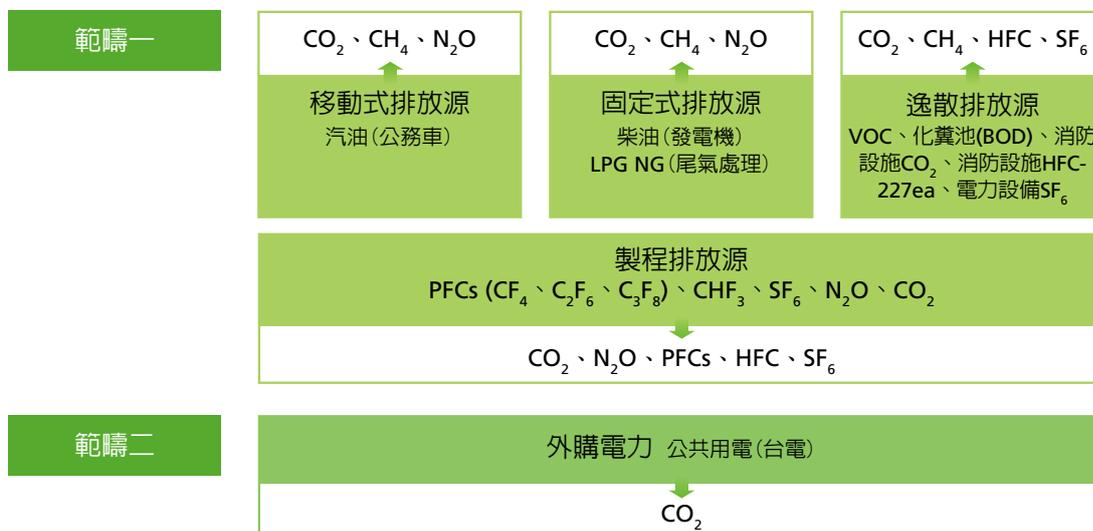 範疇一
CO₂、CH₄、N₂O
移動式排放源
汽油(公務車)
CO₂、CH₄、N₂O
固定式排放源
柴油(發電機)
LPG NG(尾氣處理)
CO₂、CH₄、HFC、SF₆
逸散排放源
VOC、化糞池(BOD)、消防
設施CO₂、消防設施HFC-
227ea、電力設備SF₆
製程排放源
PFCs (CF₄、C₂F₆、C₃F₈)、CHF₃、SF₆、N₂O、CO₂
CO₂、N₂O、PFCs、HFC、SF₆
範疇二
外購電力 公共用電(台電)
CO₂